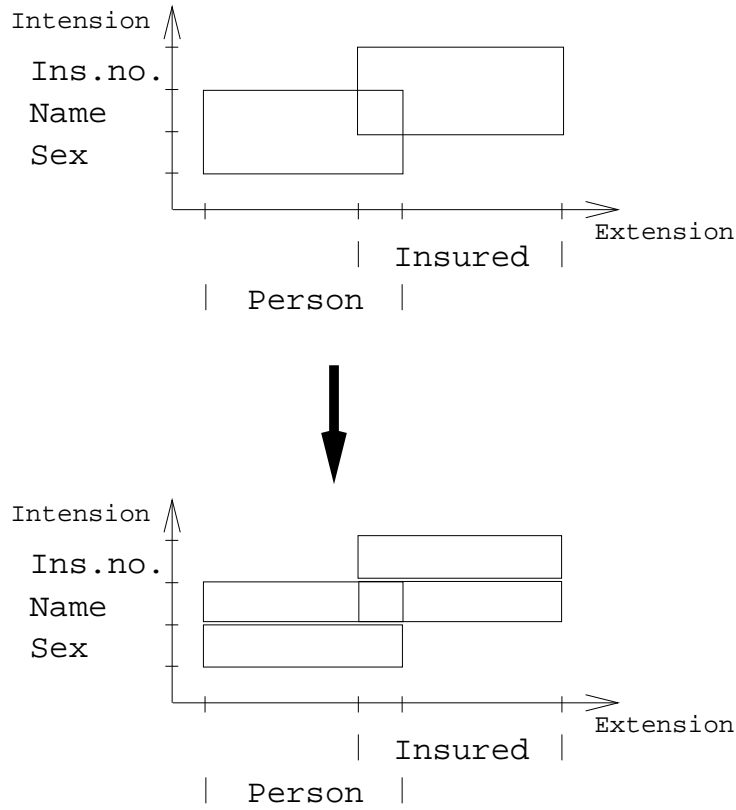 Intension
Ins.no.
Name
Sex
Extension
Insured
Person
Intension
Ins.no.
Name
Sex
Extension
Insured
Person